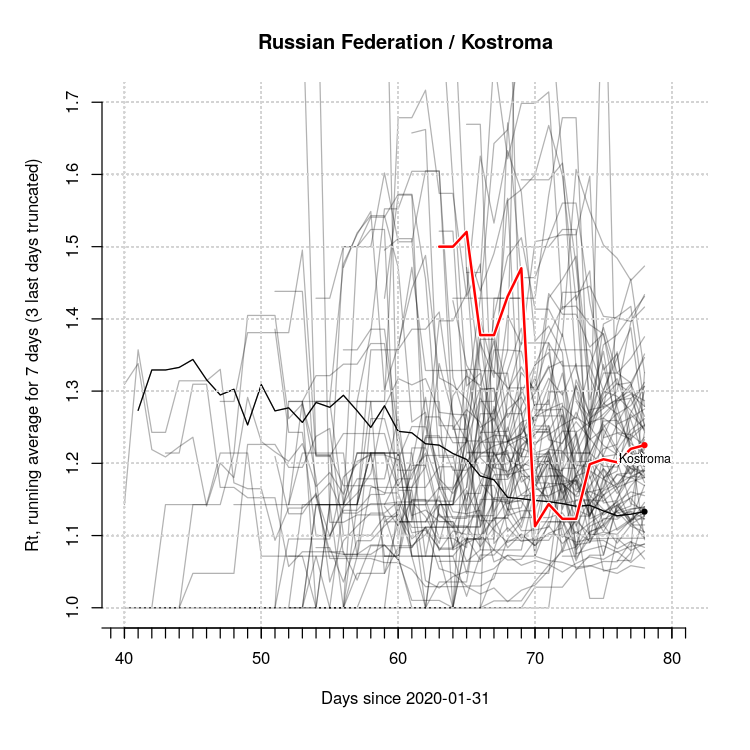 Russian Federation / Kostroma
Rt, running average for 7 days (3 last days truncated)
1.7
1.6
1.5
1.4
1.3
1.2
1.1
1.0
Kostroma
40 50 60 70 80
Days since 2020-01-31